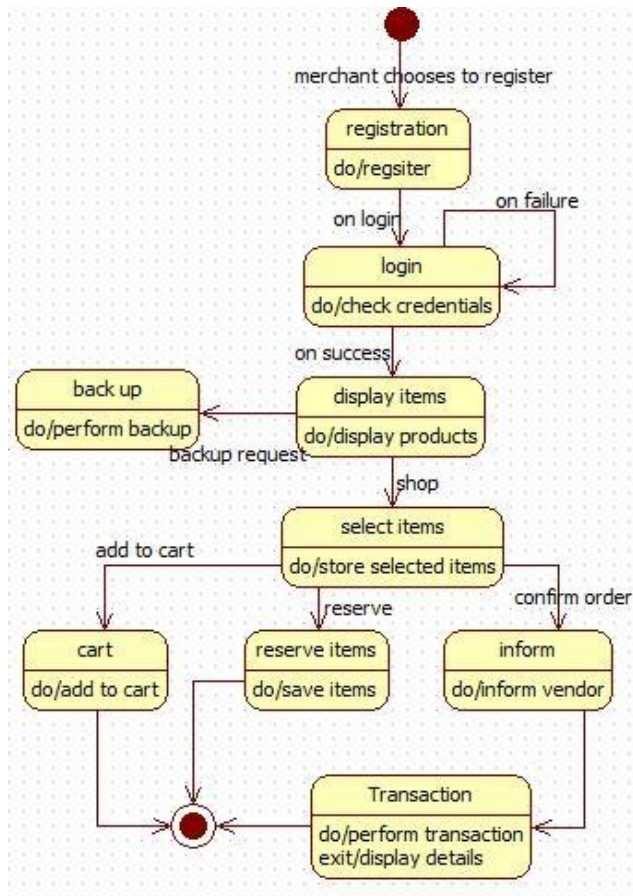 merchant chooses to register
registration
do/regsiter
on login
on failure
login
do/check credentials
on success
back up
do/perform backup
display items
do/display products
backup request
shop
select items
do/store selected items
add to cart
reserve
confirm order
cart
do/add to cart
reserve items
do/save items
inform
do/inform vendor
Transaction
do/perform transaction
exit/display details